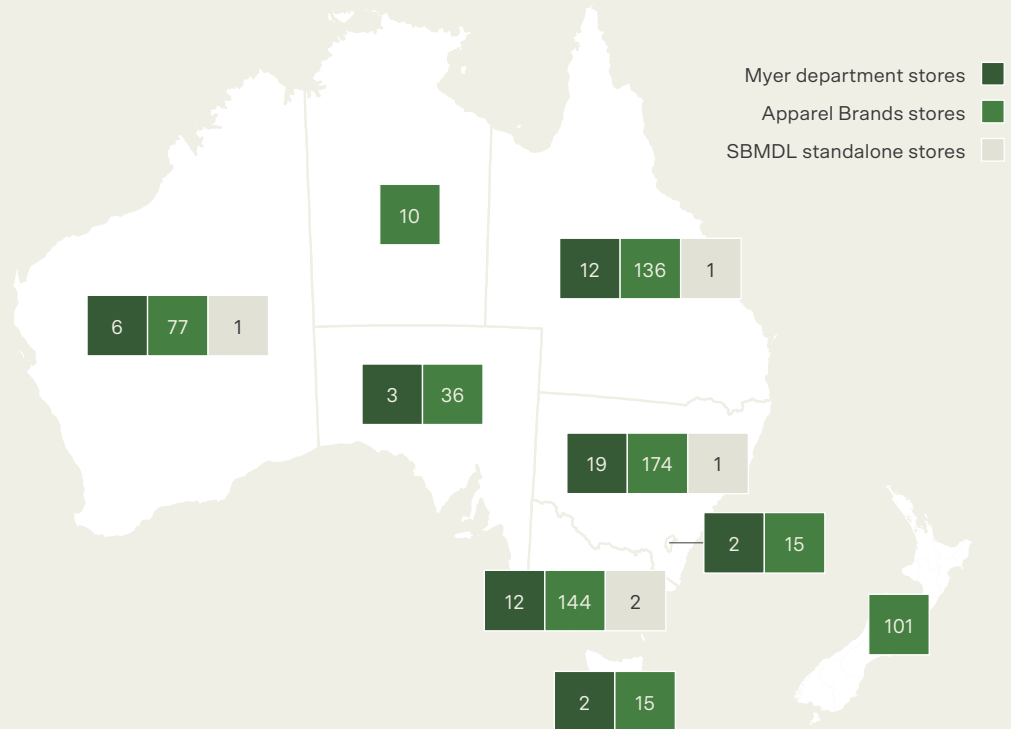 Myer department stores
Apparel Brands stores
SBMDL standalone stores
10
12 136 1
6 77 1
3 36
19 174 1
2 15
12 144 2
101
2 15